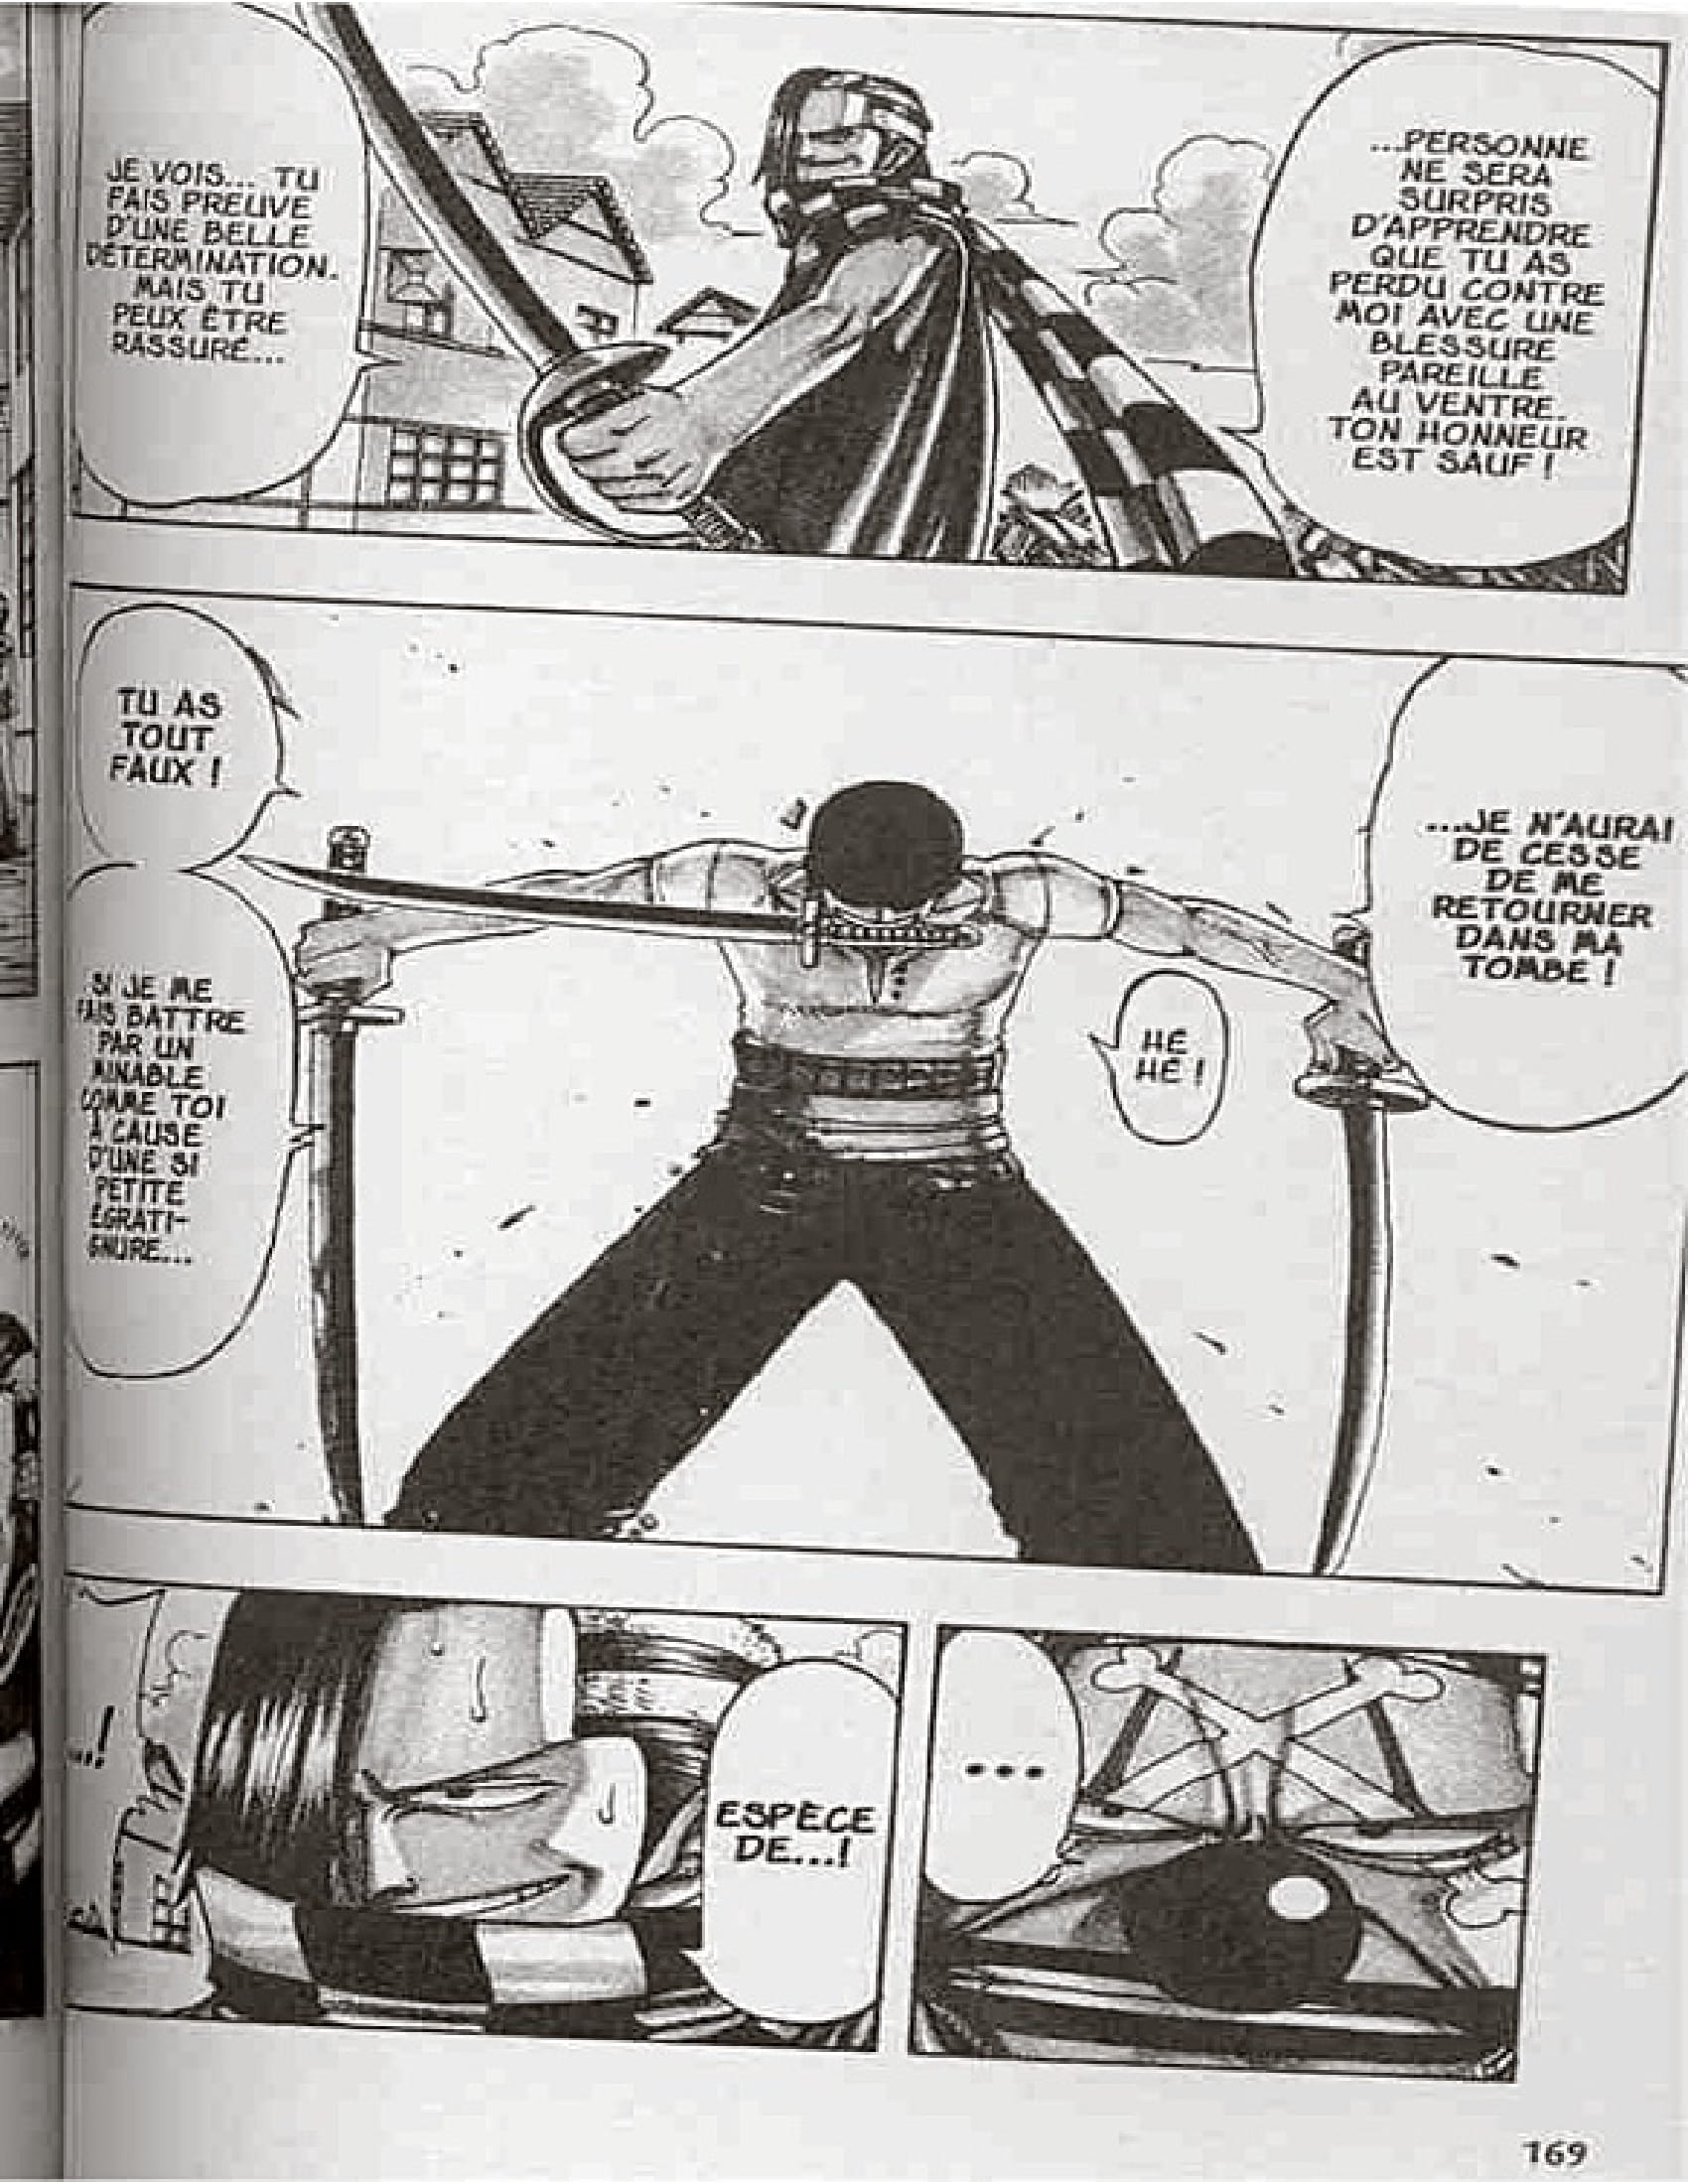 JE VOIS... TU
FAIS PREUVE
D'UNE BELLE
DÉTERMINATION.
MAIS TU
PEUX ÊTRE
RASSURÉ...
...PERSONNE
NE SERA
SURPRIS
D'APPRENDRE
QUE TU AS
PERDU CONTRE
MOI AVEC UNE
BLESSURE
PAREILLE
AU VENTRE.
TON HONNEUR
EST SAUF !
TU AS
TOUT
FAUX !
SI JE ME
FAIS BATTRE
PAR UN
MINABLE
COMME TOI
À CAUSE
D'UNE SI
PETITE
ÉGRATI-
GNURE...
...JE N'AURAI
DE CESSE
DE ME
RETOURNER
DANS MA
TOMBE !
HÉ
HÉ !
...!
ESPÈCE
DE...!
...
169